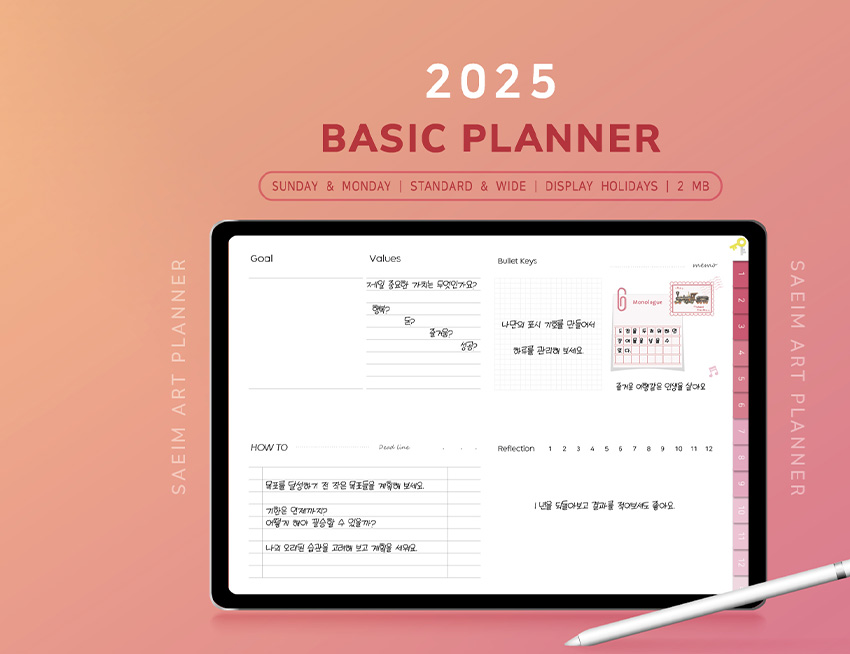 2025
BASIC PLANNER
SUNDAY & MONDAY | STANDARD & WIDE | DISPLAY HOLIDAYS | 2 MB
SAEIM ART PLANNER
Goal
Values
제일 중요한 가치는 무엇인가요?
행복?
돈?
즐거움?
성공?
Bullet Keys
나만의 표시 기호를 만들어서
하루를 관리해 보세요.
memo
Monologue
즐거운 여행같은 인생을 살아요
HOW TO
Dead line
목표를 달성하기 전 작은 목표들을 계획해 보세요.
기한은 언제까지?
어떻게 해야 달성할 수 있을까?
나의 오래된 습관을 고려해 보고 계획을 세워요.
Reflection 1 2 3 4 5 6 7 8 9 10 11 12
1년을 되돌아보고 결과를 적어보셔도 좋아요.
1
2
3
4
5
6
7
8
9
10
11
12
SAEIM ART PLANNER